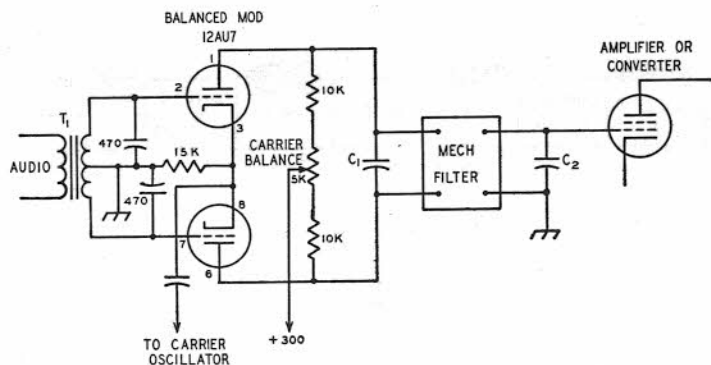 BALANCED MOD
12AU7
AMPLIFIER OR
CONVERTER
1
2
3
T1
470
15 K
AUDIO
470
10K
CARRIER
BALANCE
5K
C1
MECH
FILTER
C2
8
7
6
10K
+300
TO CARRIER
OSCILLATOR